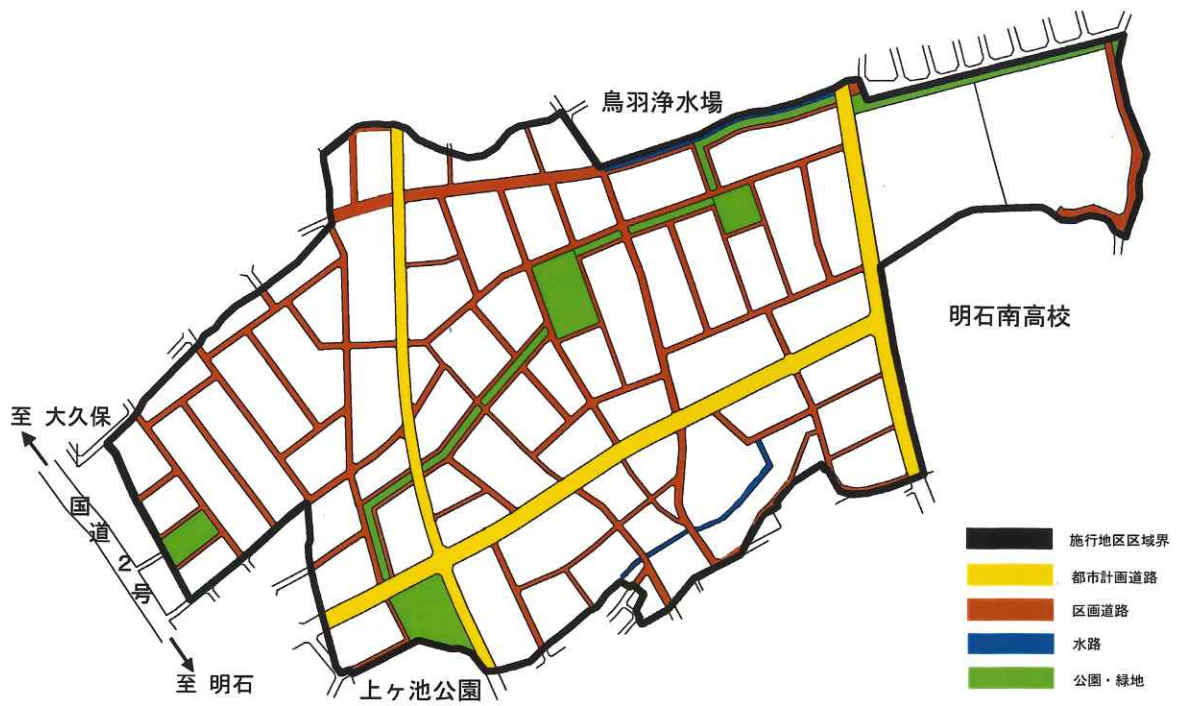 鳥羽浄水場
明石南高校
至 大久保
国道2号
至 明石
上ヶ池公園
施行地区区域界
都市計画道路
区画道路
水路
公園・緑地